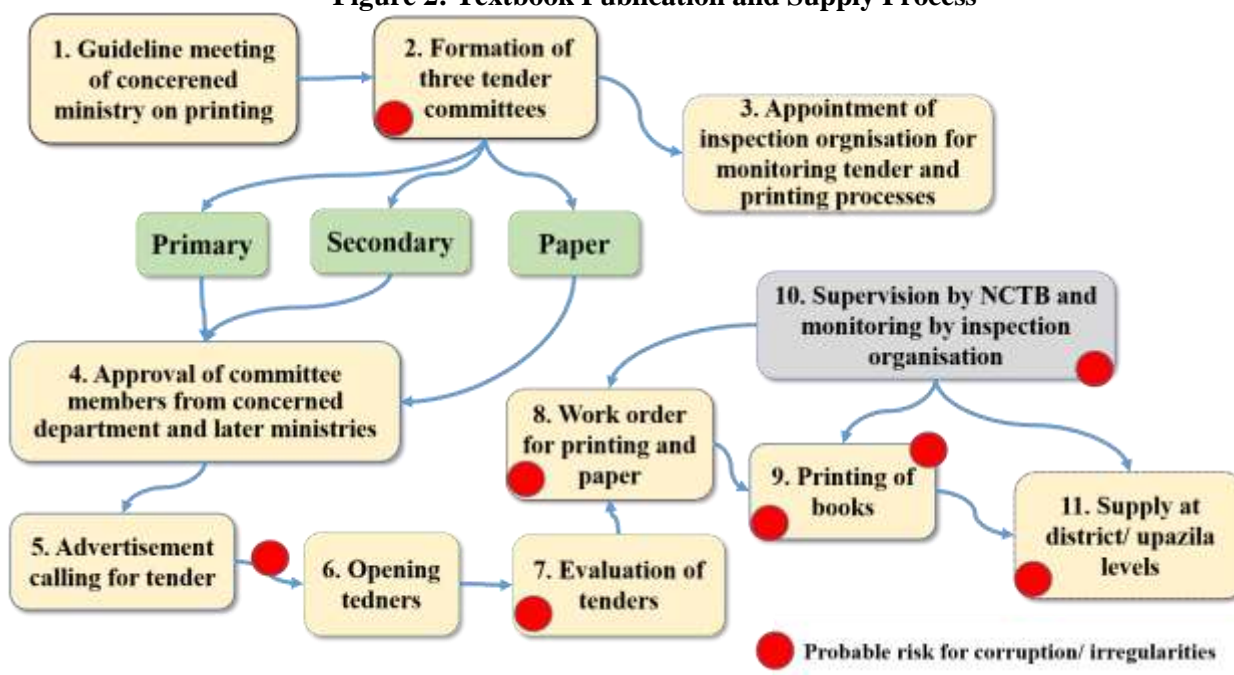 Figure 2: Textbook Publication and Supply Process
1. Guideline meeting
of concerened
ministry on printing
2. Formation of
three tender
committees
3. Appointment of
inspection orgnisation for
monitoring tender and
printing processes
Primary
Secondary
Paper
4. Approval of committee
members from concerned
department and later ministries
5. Advertisement
calling for tender
6. Opening
tedners
7. Evaluation of
tenders
8. Work order
for printing and
paper
9. Printing of
books
10. Supervision by NCTB and
monitoring by inspection
organisation
11. Supply at
district/ upazila
levels
Probable risk for corruption/ irregularities